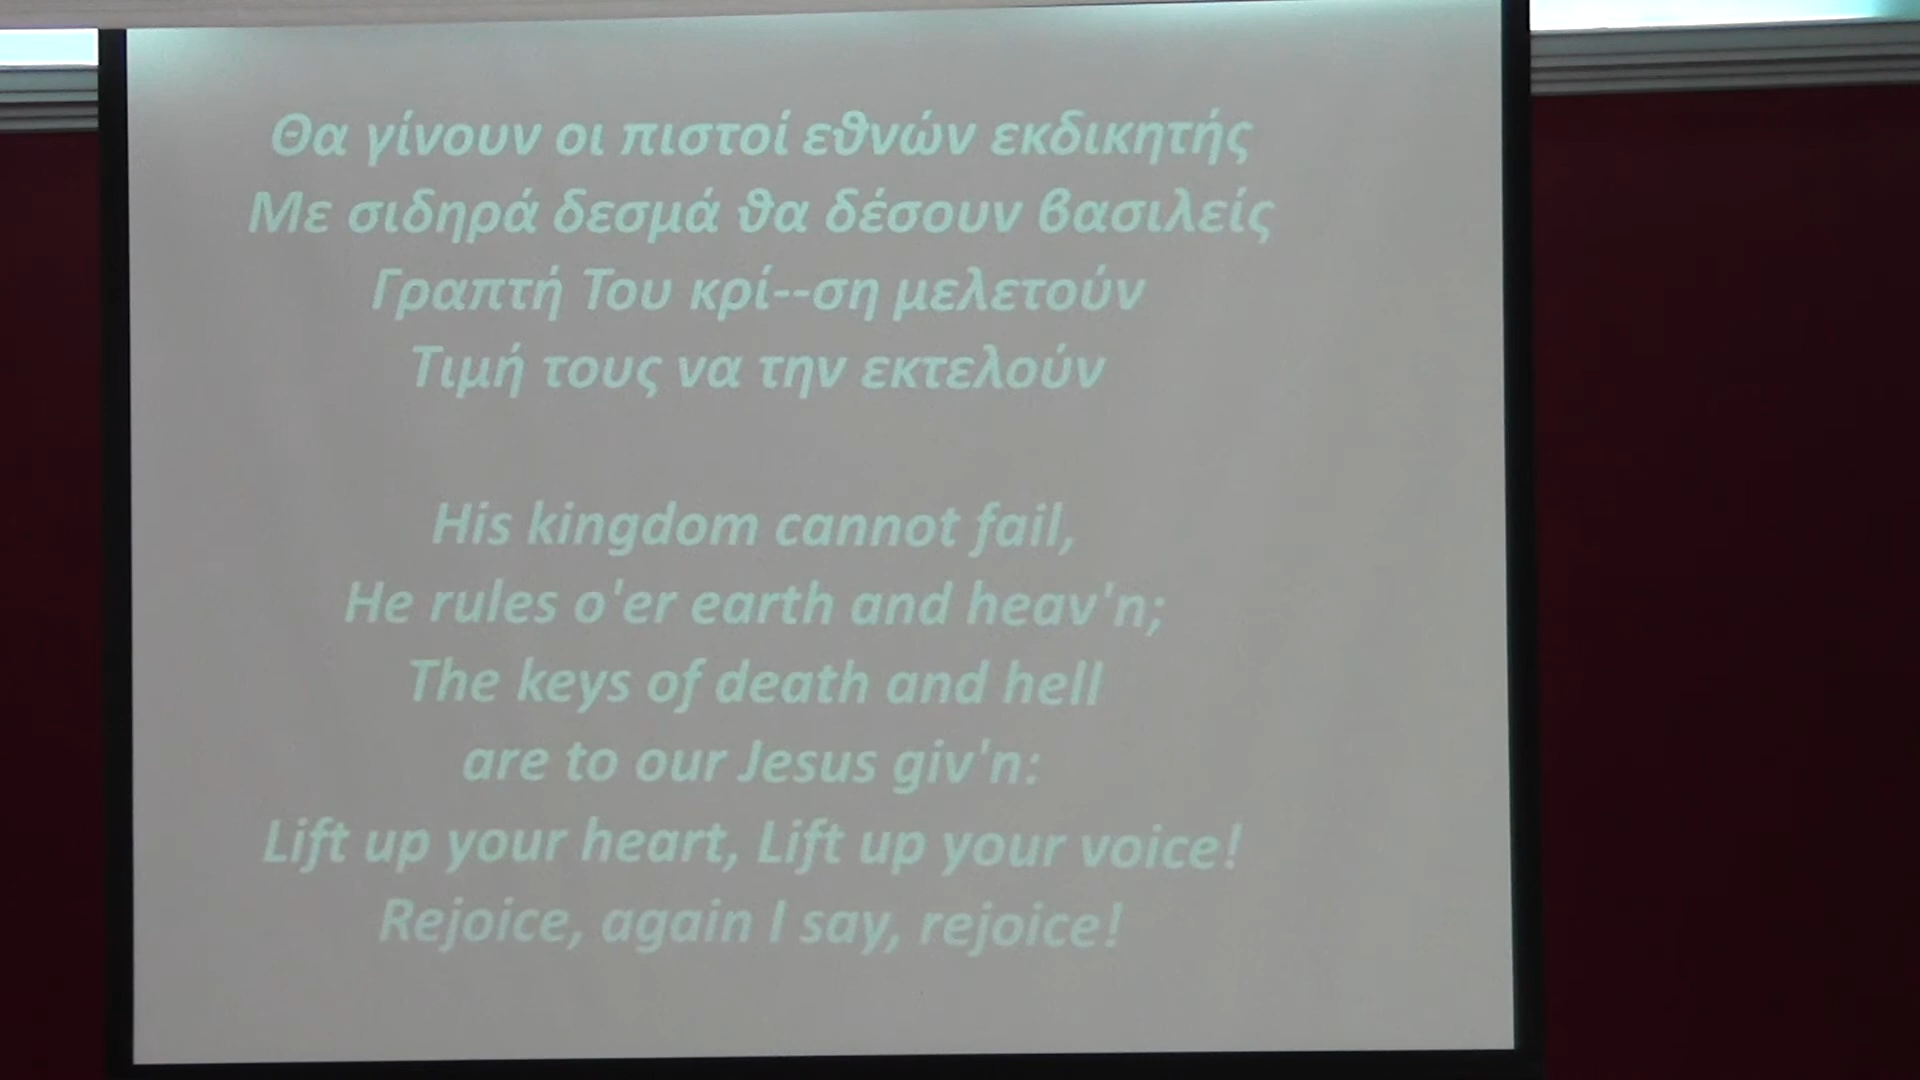 Θα γίνουν οι πιστοί εθνών εκδικητής
Με σιδηρά δεσμά θα δέσουν βασιλείς
Γραπτή Του κρί--ση μελετούν
Τιμή τους να την εκτελούν
His kingdom cannot fail,
He rules o'er earth and heav'n;
The keys of death and hell
are to our Jesus giv'n:
Lift up your heart, Lift up your voice!
Rejoice, again I say, rejoice!